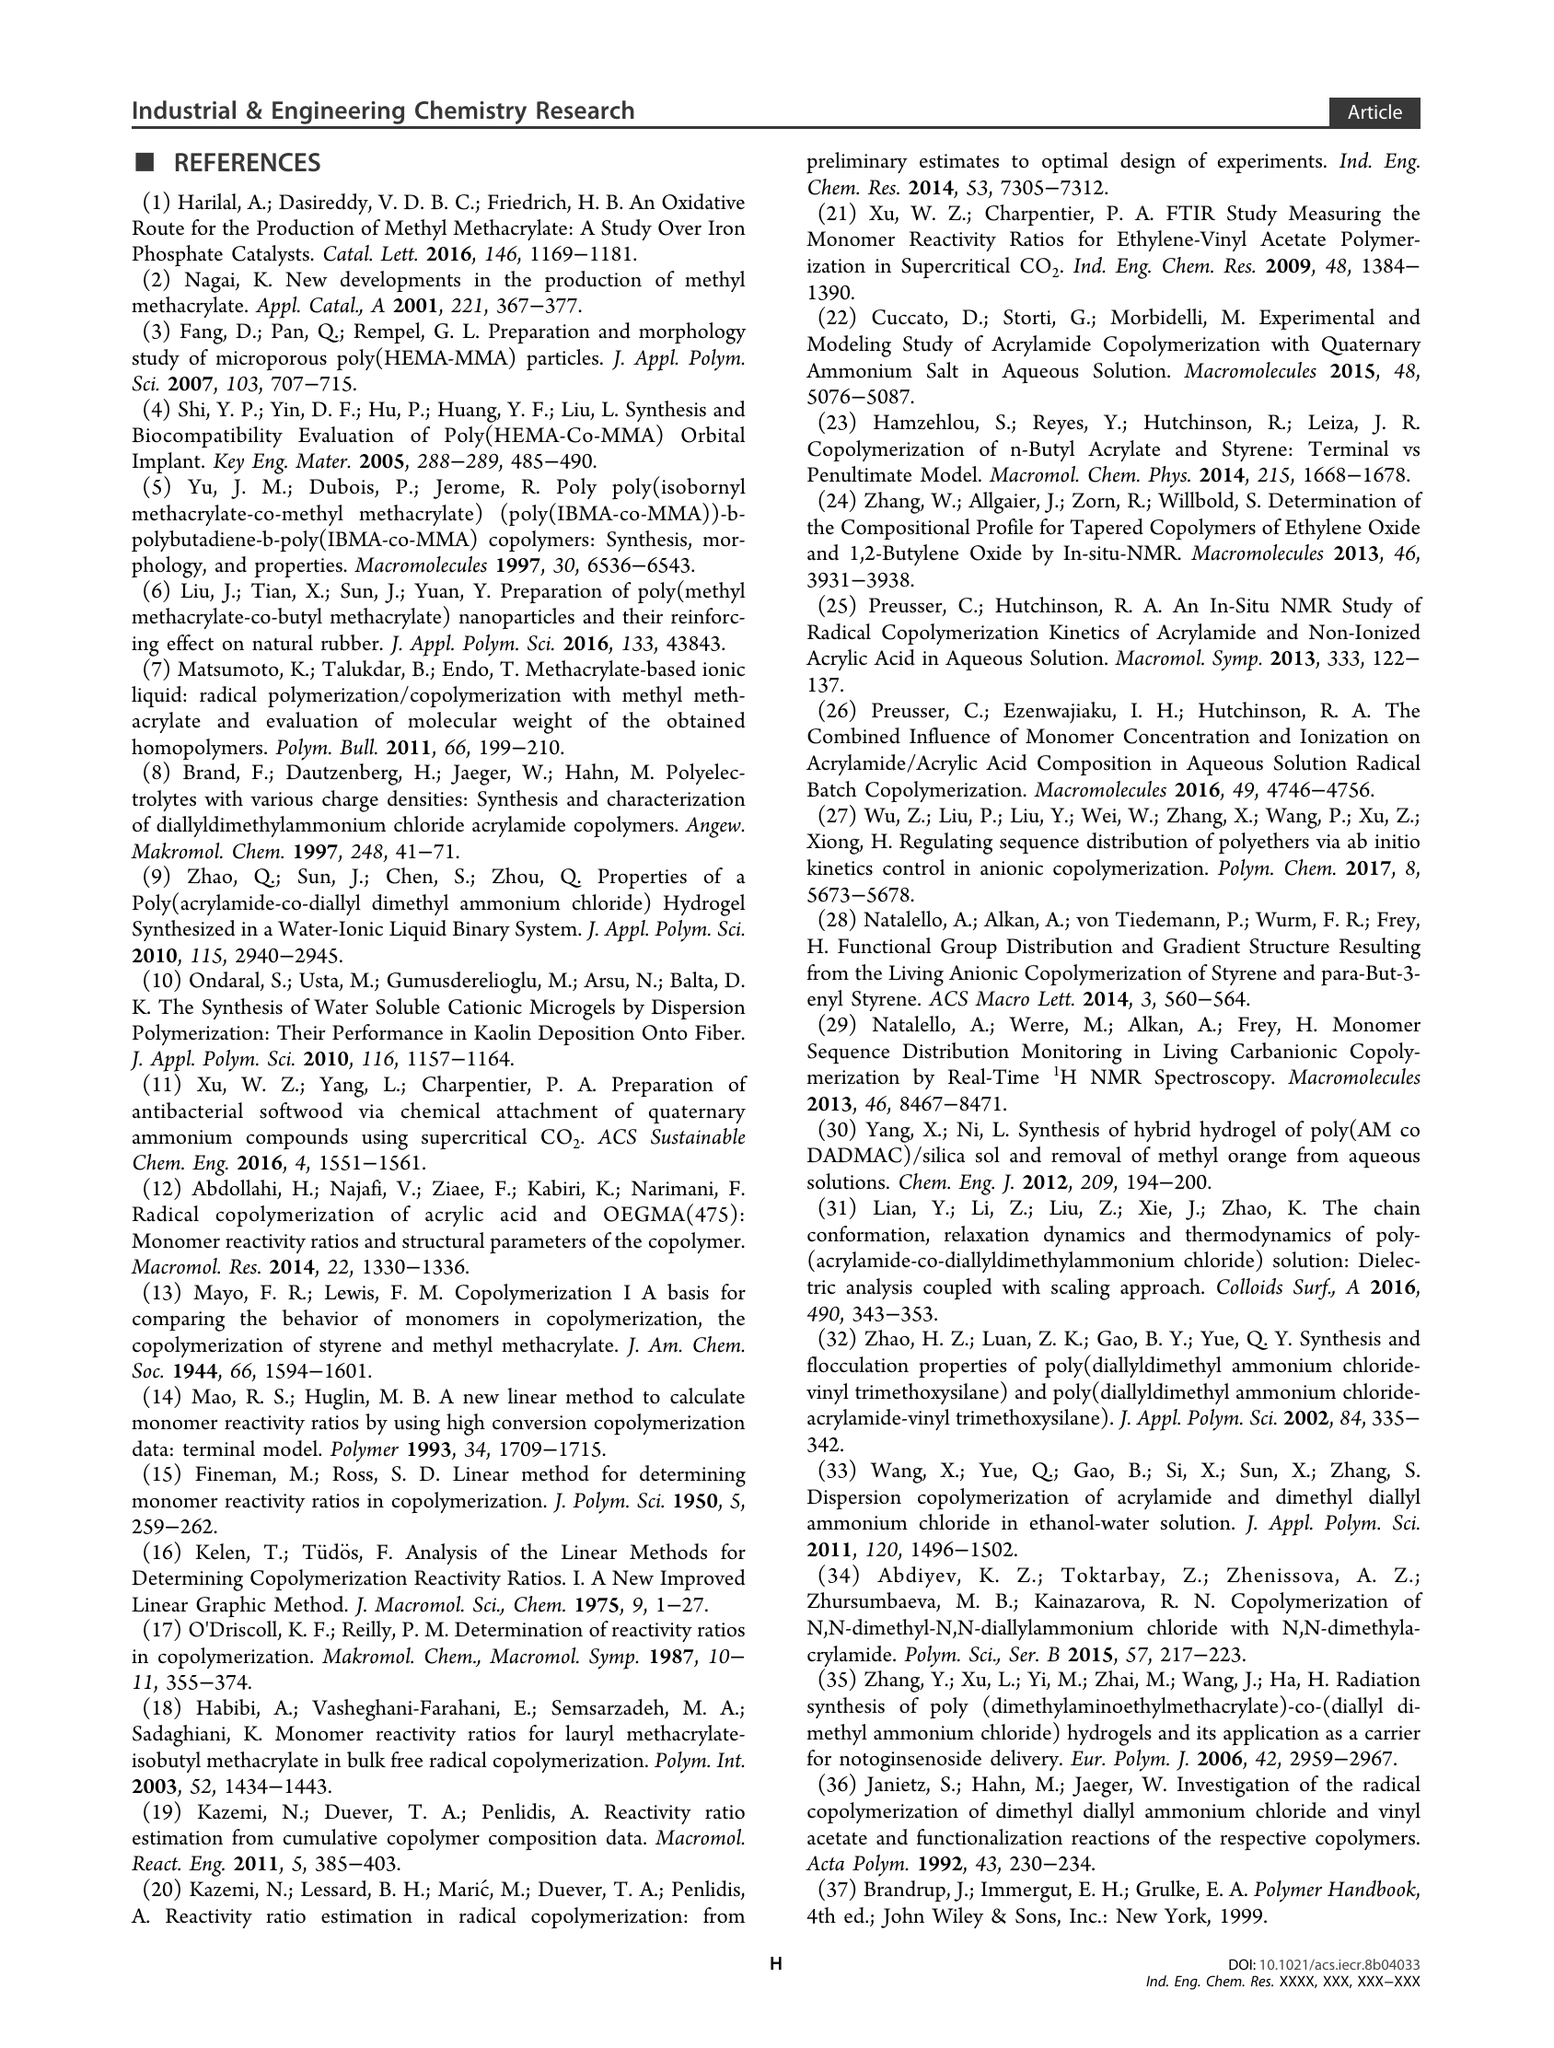 Industrial & Engineering Chemistry Research
Article
■ REFERENCES
(1) Harilal, A.; Dasireddy, V. D. B. C.; Friedrich, H. B. An Oxidative
Route for the Production of Methyl Methacrylate: A Study Over Iron
Phosphate Catalysts. Catal. Lett. 2016, 146, 1169−1181.
(2) Nagai, K. New developments in the production of methyl
methacrylate. Appl. Catal., A 2001, 221, 367−377.
(3) Fang, D.; Pan, Q.; Rempel, G. L. Preparation and morphology
study of microporous poly(HEMA-MMA) particles. J. Appl. Polym.
Sci. 2007, 103, 707−715.
(4) Shi, Y. P.; Yin, D. F.; Hu, P.; Huang, Y. F.; Liu, L. Synthesis and
Biocompatibility Evaluation of Poly(HEMA-Co-MMA) Orbital
Implant. Key Eng. Mater. 2005, 288−289, 485−490.
(5) Yu, J. M.; Dubois, P.; Jerome, R. Poly poly(isobornyl
methacrylate-co-methyl methacrylate) (poly(IBMA-co-MMA))-b-
polybutadiene-b-poly(IBMA-co-MMA) copolymers: Synthesis, mor-
phology, and properties. Macromolecules 1997, 30, 6536−6543.
(6) Liu, J.; Tian, X.; Sun, J.; Yuan, Y. Preparation of poly(methyl
methacrylate-co-butyl methacrylate) nanoparticles and their reinforc-
ing effect on natural rubber. J. Appl. Polym. Sci. 2016, 133, 43843.
(7) Matsumoto, K.; Talukdar, B.; Endo, T. Methacrylate-based ionic
liquid: radical polymerization/copolymerization with methyl meth-
acrylate and evaluation of molecular weight of the obtained
homopolymers. Polym. Bull. 2011, 66, 199−210.
(8) Brand, F.; Dautzenberg, H.; Jaeger, W.; Hahn, M. Polyelec-
trolytes with various charge densities: Synthesis and characterization
of diallyldimethylammonium chloride acrylamide copolymers. Angew.
Makromol. Chem. 1997, 248, 41−71.
(9) Zhao, Q.; Sun, J.; Chen, S.; Zhou, Q. Properties of a
Poly(acrylamide-co-diallyl dimethyl ammonium chloride) Hydrogel
Synthesized in a Water-Ionic Liquid Binary System. J. Appl. Polym. Sci.
2010, 115, 2940−2945.
(10) Ondaral, S.; Usta, M.; Gumusderelioglu, M.; Arsu, N.; Balta, D.
K. The Synthesis of Water Soluble Cationic Microgels by Dispersion
Polymerization: Their Performance in Kaolin Deposition Onto Fiber.
J. Appl. Polym. Sci. 2010, 116, 1157−1164.
(11) Xu, W. Z.; Yang, L.; Charpentier, P. A. Preparation of
antibacterial softwood via chemical attachment of quaternary
ammonium compounds using supercritical CO₂. ACS Sustainable
Chem. Eng. 2016, 4, 1551−1561.
(12) Abdollahi, H.; Najafi, V.; Ziaee, F.; Kabiri, K.; Narimani, F.
Radical copolymerization of acrylic acid and OEGMA(475):
Monomer reactivity ratios and structural parameters of the copolymer.
Macromol. Res. 2014, 22, 1330−1336.
(13) Mayo, F. R.; Lewis, F. M. Copolymerization I A basis for
comparing the behavior of monomers in copolymerization, the
copolymerization of styrene and methyl methacrylate. J. Am. Chem.
Soc. 1944, 66, 1594−1601.
(14) Mao, R. S.; Huglin, M. B. A new linear method to calculate
monomer reactivity ratios by using high conversion copolymerization
data: terminal model. Polymer 1993, 34, 1709−1715.
(15) Fineman, M.; Ross, S. D. Linear method for determining
monomer reactivity ratios in copolymerization. J. Polym. Sci. 1950, 5,
259−262.
(16) Kelen, T.; Tüdös, F. Analysis of the Linear Methods for
Determining Copolymerization Reactivity Ratios. I. A New Improved
Linear Graphic Method. J. Macromol. Sci., Chem. 1975, 9, 1−27.
(17) O'Driscoll, K. F.; Reilly, P. M. Determination of reactivity ratios
in copolymerization. Makromol. Chem., Macromol. Symp. 1987, 10−
11, 355−374.
(18) Habibi, A.; Vasheghani-Farahani, E.; Semsarzadeh, M. A.;
Sadaghiani, K. Monomer reactivity ratios for lauryl methacrylate-
isobutyl methacrylate in bulk free radical copolymerization. Polym. Int.
2003, 52, 1434−1443.
(19) Kazemi, N.; Duever, T. A.; Penlidis, A. Reactivity ratio
estimation from cumulative copolymer composition data. Macromol.
React. Eng. 2011, 5, 385−403.
(20) Kazemi, N.; Lessard, B. H.; Marić, M.; Duever, T. A.; Penlidis,
A. Reactivity ratio estimation in radical copolymerization: from
preliminary estimates to optimal design of experiments. Ind. Eng.
Chem. Res. 2014, 53, 7305−7312.
(21) Xu, W. Z.; Charpentier, P. A. FTIR Study Measuring the
Monomer Reactivity Ratios for Ethylene-Vinyl Acetate Polymer-
ization in Supercritical CO₂. Ind. Eng. Chem. Res. 2009, 48, 1384−
1390.
(22) Cuccato, D.; Storti, G.; Morbidelli, M. Experimental and
Modeling Study of Acrylamide Copolymerization with Quaternary
Ammonium Salt in Aqueous Solution. Macromolecules 2015, 48,
5076−5087.
(23) Hamzehlou, S.; Reyes, Y.; Hutchinson, R.; Leiza, J. R.
Copolymerization of n-Butyl Acrylate and Styrene: Terminal vs
Penultimate Model. Macromol. Chem. Phys. 2014, 215, 1668−1678.
(24) Zhang, W.; Allgaier, J.; Zorn, R.; Willbold, S. Determination of
the Compositional Profile for Tapered Copolymers of Ethylene Oxide
and 1,2-Butylene Oxide by In-situ-NMR. Macromolecules 2013, 46,
3931−3938.
(25) Preusser, C.; Hutchinson, R. A. An In-Situ NMR Study of
Radical Copolymerization Kinetics of Acrylamide and Non-Ionized
Acrylic Acid in Aqueous Solution. Macromol. Symp. 2013, 333, 122−
137.
(26) Preusser, C.; Ezenwajiaku, I. H.; Hutchinson, R. A. The
Combined Influence of Monomer Concentration and Ionization on
Acrylamide/Acrylic Acid Composition in Aqueous Solution Radical
Batch Copolymerization. Macromolecules 2016, 49, 4746−4756.
(27) Wu, Z.; Liu, P.; Liu, Y.; Wei, W.; Zhang, X.; Wang, P.; Xu, Z.;
Xiong, H. Regulating sequence distribution of polyethers via ab initio
kinetics control in anionic copolymerization. Polym. Chem. 2017, 8,
5673−5678.
(28) Natalello, A.; Alkan, A.; von Tiedemann, P.; Wurm, F. R.; Frey,
H. Functional Group Distribution and Gradient Structure Resulting
from the Living Anionic Copolymerization of Styrene and para-But-3-
enyl Styrene. ACS Macro Lett. 2014, 3, 560−564.
(29) Natalello, A.; Werre, M.; Alkan, A.; Frey, H. Monomer
Sequence Distribution Monitoring in Living Carbanionic Copoly-
merization by Real-Time ¹H NMR Spectroscopy. Macromolecules
2013, 46, 8467−8471.
(30) Yang, X.; Ni, L. Synthesis of hybrid hydrogel of poly(AM co
DADMAC)/silica sol and removal of methyl orange from aqueous
solutions. Chem. Eng. J. 2012, 209, 194−200.
(31) Lian, Y.; Li, Z.; Liu, Z.; Xie, J.; Zhao, K. The chain
conformation, relaxation dynamics and thermodynamics of poly-
(acrylamide-co-diallyldimethylammonium chloride) solution: Dielec-
tric analysis coupled with scaling approach. Colloids Surf., A 2016,
490, 343−353.
(32) Zhao, H. Z.; Luan, Z. K.; Gao, B. Y.; Yue, Q. Y. Synthesis and
flocculation properties of poly(diallyldimethyl ammonium chloride-
vinyl trimethoxysilane) and poly(diallyldimethyl ammonium chloride-
acrylamide-vinyl trimethoxysilane). J. Appl. Polym. Sci. 2002, 84, 335−
342.
(33) Wang, X.; Yue, Q.; Gao, B.; Si, X.; Sun, X.; Zhang, S.
Dispersion copolymerization of acrylamide and dimethyl diallyl
ammonium chloride in ethanol-water solution. J. Appl. Polym. Sci.
2011, 120, 1496−1502.
(34) Abdiyev, K. Z.; Toktarbay, Z.; Zhenissova, A. Z.;
Zhursumbaeva, M. B.; Kainazarova, R. N. Copolymerization of
N,N-dimethyl-N,N-diallylammonium chloride with N,N-dimethyla-
crylamide. Polym. Sci., Ser. B 2015, 57, 217−223.
(35) Zhang, Y.; Xu, L.; Yi, M.; Zhai, M.; Wang, J.; Ha, H. Radiation
synthesis of poly (dimethylaminoethylmethacrylate)-co-(diallyl di-
methyl ammonium chloride) hydrogels and its application as a carrier
for notoginsenoside delivery. Eur. Polym. J. 2006, 42, 2959−2967.
(36) Janietz, S.; Hahn, M.; Jaeger, W. Investigation of the radical
copolymerization of dimethyl diallyl ammonium chloride and vinyl
acetate and functionalization reactions of the respective copolymers.
Acta Polym. 1992, 43, 230−234.
(37) Brandrup, J.; Immergut, E. H.; Grulke, E. A. Polymer Handbook,
4th ed.; John Wiley & Sons, Inc.: New York, 1999.
H
DOI: 10.1021/acs.iecr.8b04033
Ind. Eng. Chem. Res. XXXX, XXX, XXX−XXX